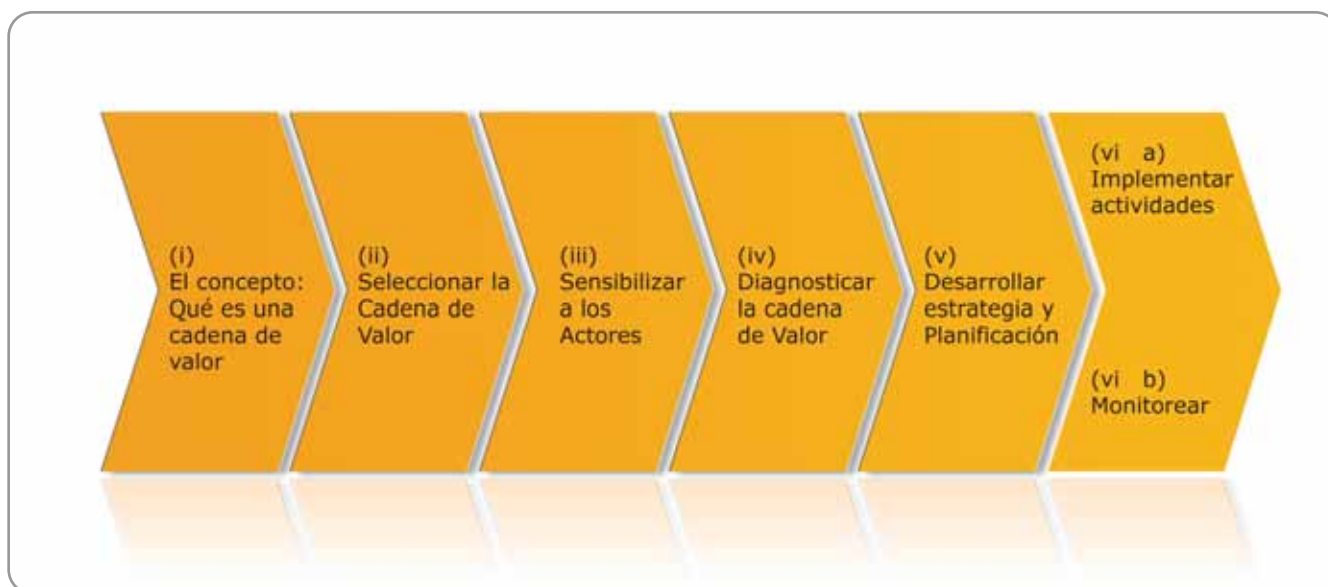 (i)
El concepto:
Qué es una
cadena de
valor
(ii)
Seleccionar la
Cadena de
Valor
(iii)
Sensibilizar
a los
Actores
(iv)
Diagnosticar
la cadena
de Valor
(v)
Desarrollar
estrategia y
Planificación
(vi a)
Implementar
actividades
(vi b)
Monitorear